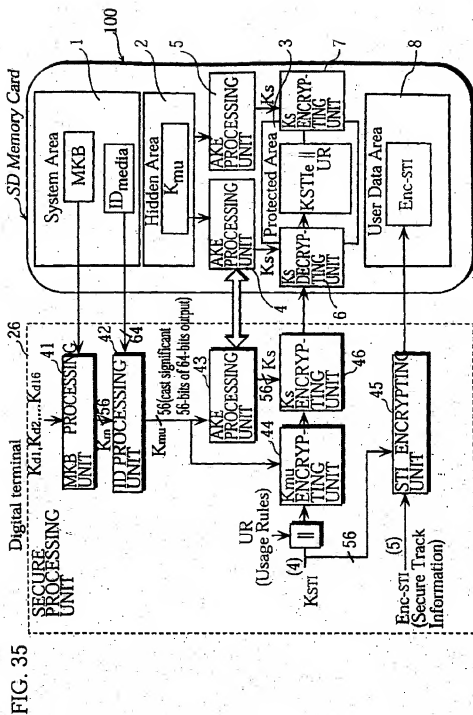 FIG. 35
Digital terminal
26
SECURE
PROCESSING
UNIT
Kd1,Kd2,....Kd16
41
MKB PROCESSING
UNIT
Km 56
42
ID PROCESSING
UNIT
64
Kmu
56(cast significant
56-bits of 64-bits output)
43
AKE PROCESSING
UNIT
56
Ks
UR
(Usage Rules)
||
(4)
KSTI
56
44
Kmu
ENCRYP-
TING
UNIT
Ks
ENCRYP-
TING
UNIT
46
45
STI ENCRYPTING
UNIT
(5)
Enc-STI
(Secure Track
Information)
SD Memory Card
100
System Area
MKB
IDmedia
1
Hidden Area
Kmu
2
AKE
PROCESSING
UNIT
4
AKE
PROCESSING
UNIT
5
Ks
Protected Area
Ks
3
Ks
DECRYP-
TING
UNIT
6
KSTIe ||
UR
Ks
ENCRYP-
TING
UNIT
7
User Data Area
Enc-STI
8